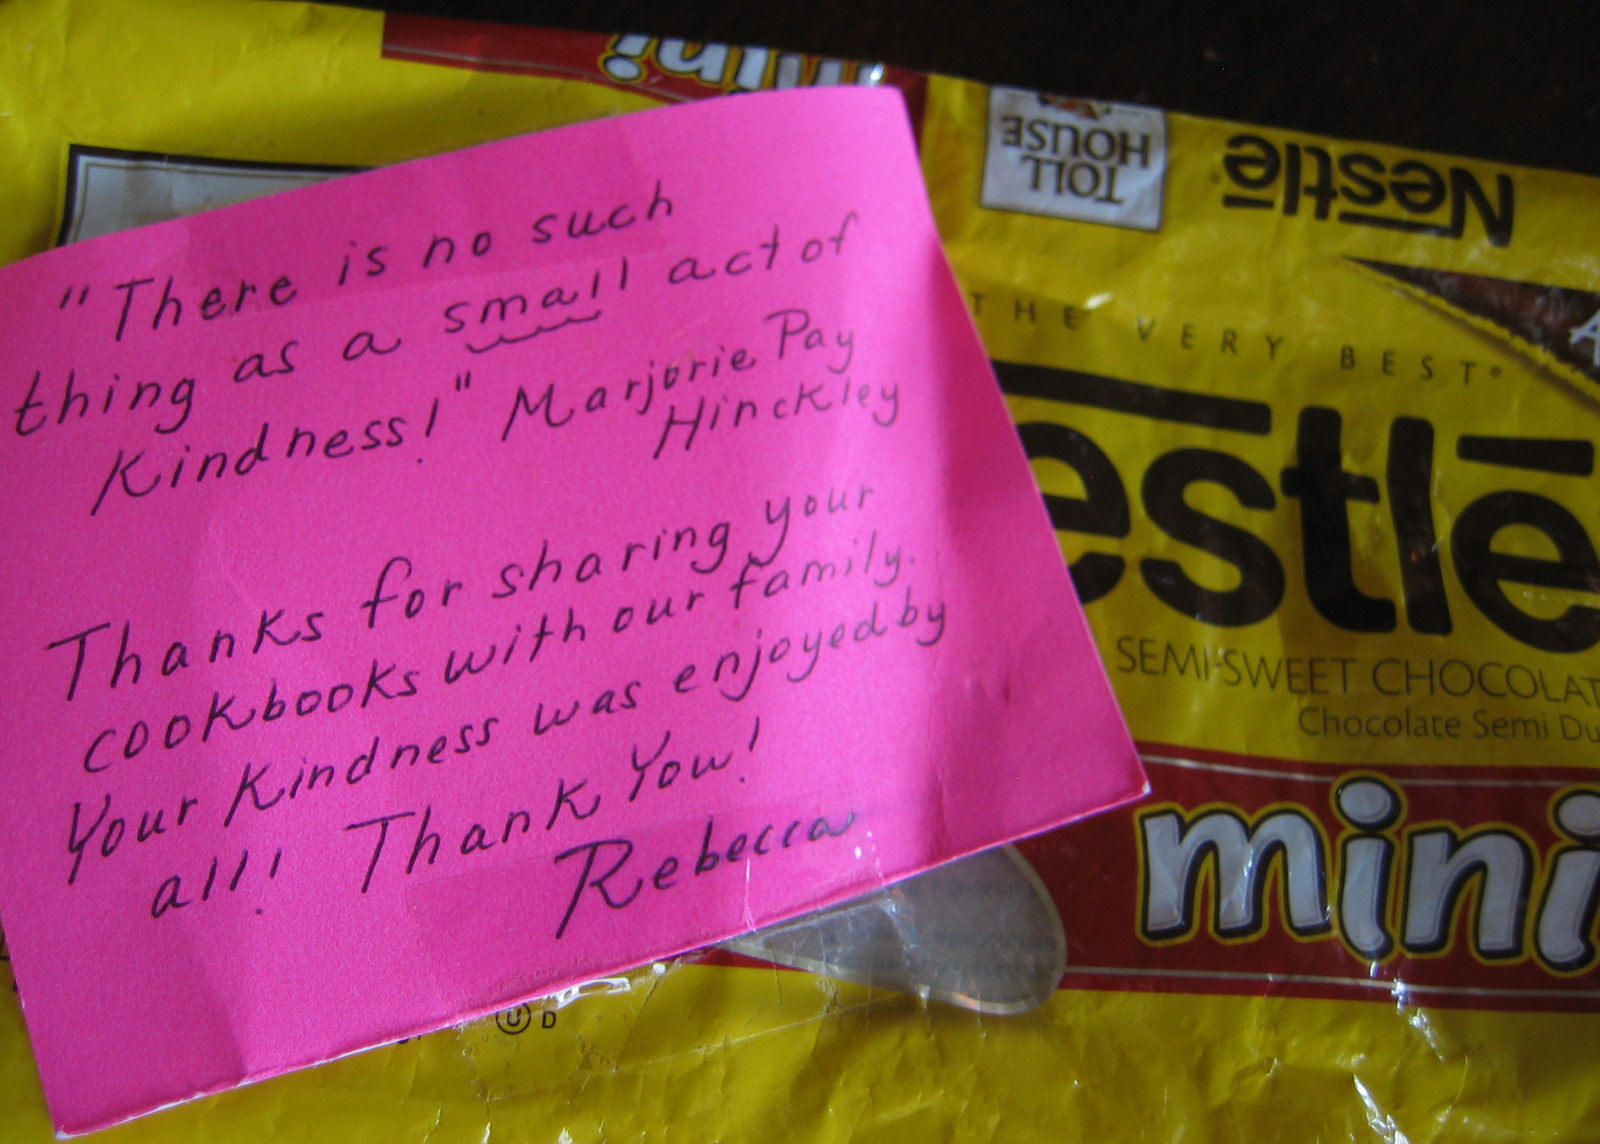 mini
TOLL
HOUSE
Nestlē
"There is no such
thing as a small act of
Kindness!" Marjorie Pay
Hinckley
Thanks for sharing your
cookbooks with our family.
Your Kindness was enjoyed by
all! Thank You!
Rebecca
THE VERY BEST®
estlē
SEMI-SWEET CHOCOLAT
Chocolate Semi Du
mini
U D